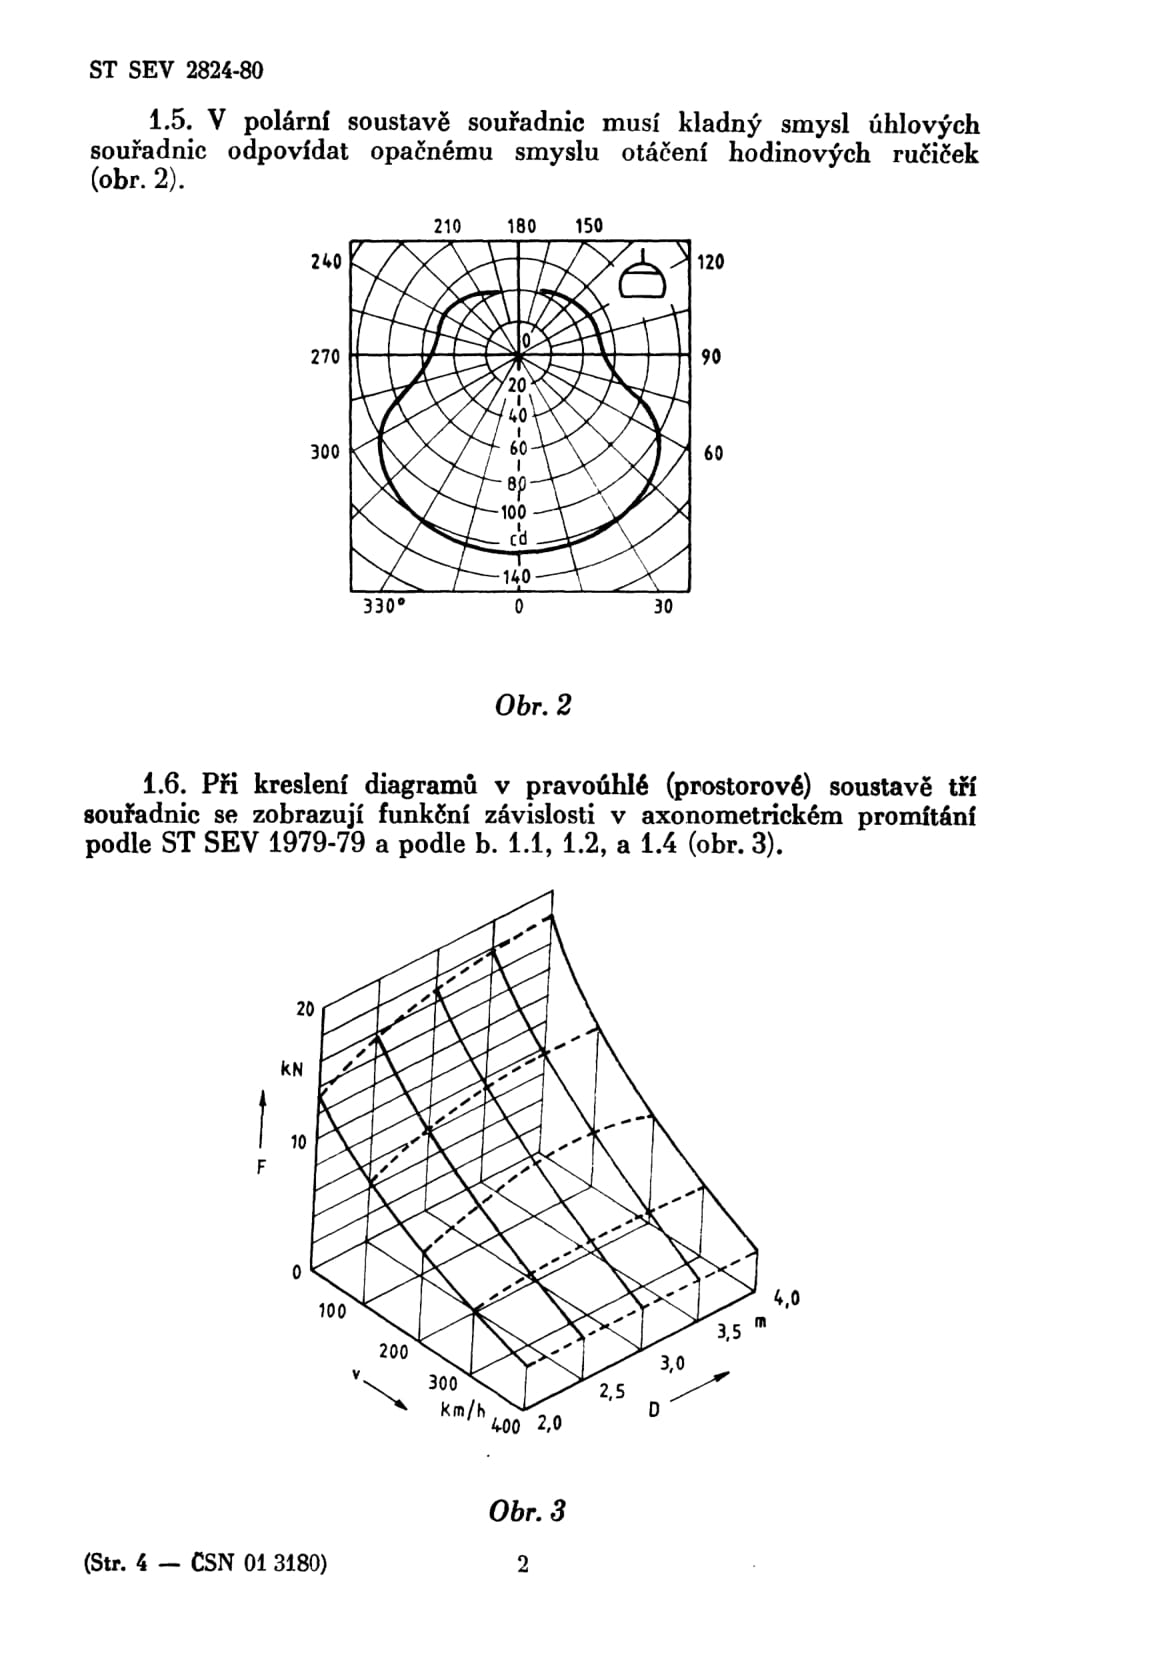 ST SEV 2824-80
1.5. V polární soustavě souřadnic musí kladný smysl úhlových
souřadnic odpovídat opačnému smyslu otáčení hodinových ručiček
(obr. 2).
210 180 150
240 120
0
270 90
20
40
300 60 60
80
100
cd
140
330° 0 30
Obr. 2
1.6. Při kreslení diagramů v pravoúhlé (prostorové) soustavě tří
souřadnic se zobrazují funkční závislosti v axonometrickém promítání
podle ST SEV 1979-79 a podle b. 1.1, 1.2, a 1.4 (obr. 3).
20
kN
10
F
0
100
200
300
v
Km/h
400
2,0
2,5
3,0
3,5
4,0
m
D
Obr. 3
(Str. 4 — ČSN 01 3180) 2